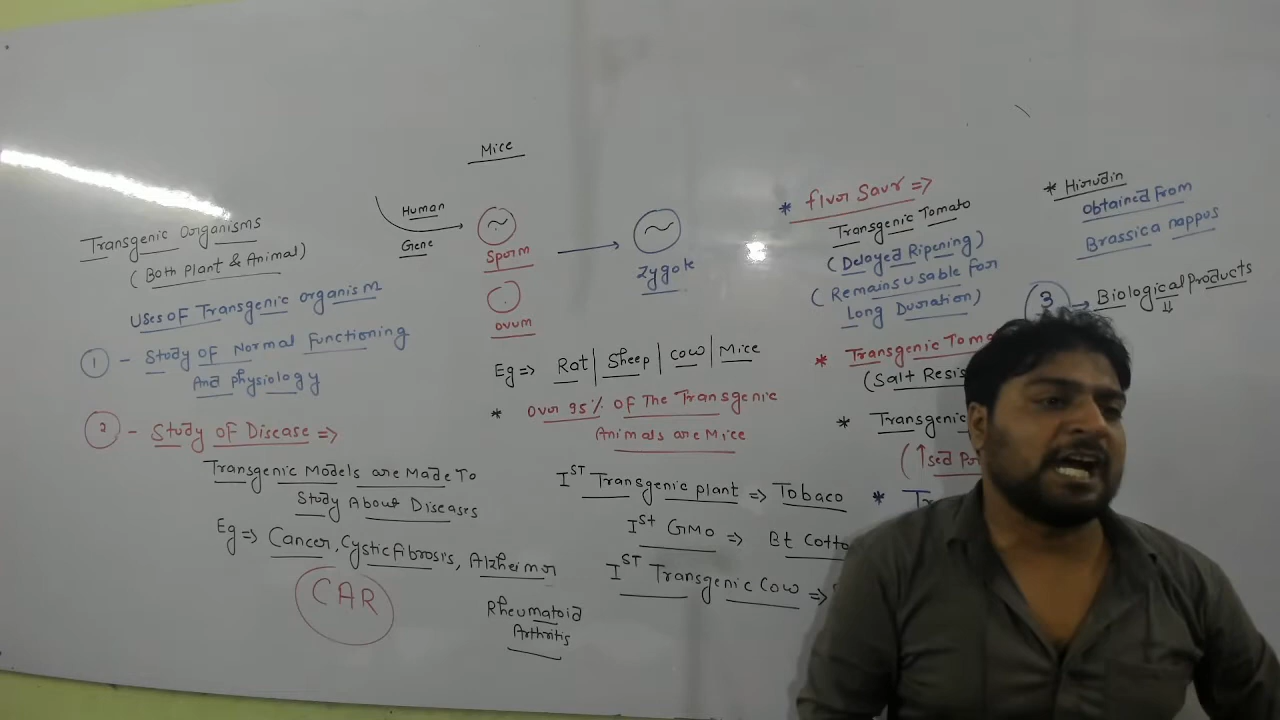 Transgenic Organisms
(Both Plant & Animal)
Uses of Transgenic organism
1 - Study of Normal Functioning
And physiology
2 - Study of Disease =>
Transgenic Models are Made To
Study About Diseases
Eg => Cancer, Cystic fibrosis, Alzheimer
CAR
Rheumatoid
Arthritis
Mice
Human
Gene
Sperm
ovum
Zygote
Eg => Rat | Sheep | Cow | Mice
* Over 95% of The Transgenic
Animals are Mice
Ist Transgenic plant => Tobaco
Ist GMO => Bt Cotto
Ist Transgenic Cow =>
* flvr Savr =>
Transgenic Tomato
(Delayed Ripening)
(Remains usable for
Long Duration)
* Transgenic Tom
(Salt Resis
* Transgenic
(↑sed
*
* Hirudin
obtained From
Brassica nappus
3 → Biological Products
⇓